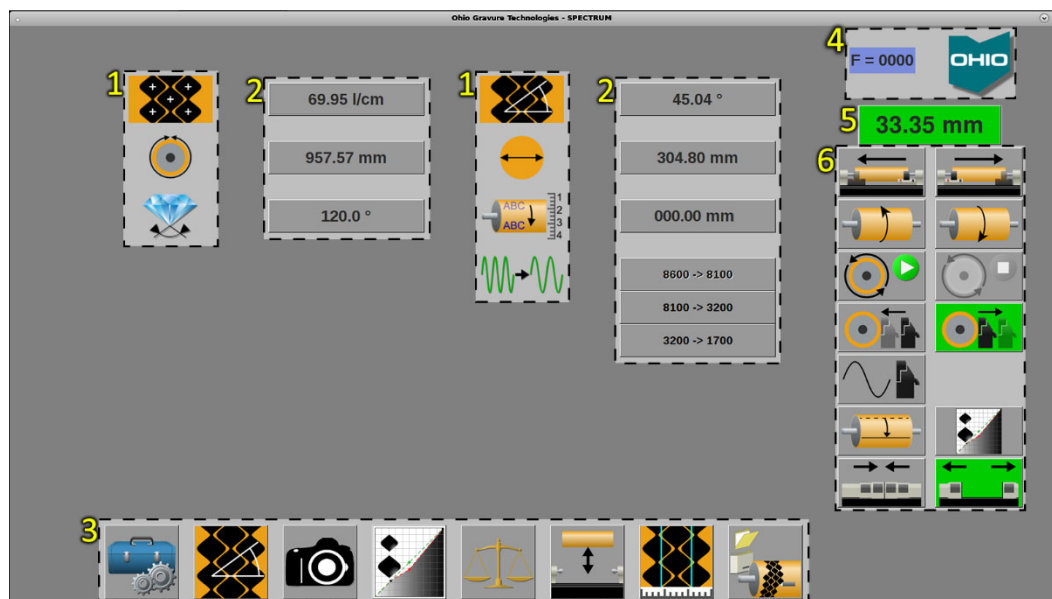 Ohio Gravure Technologies - SPECTRUM
1
2
69.95 l/cm
957.57 mm
120.0 °
1
ABC
ABC
1
2
3
4
2
45.04 °
304.80 mm
000.00 mm
8600 -> 8100
8100 -> 3200
3200 -> 1700
4
F = 0000
OHIO
5
33.35 mm
6
3